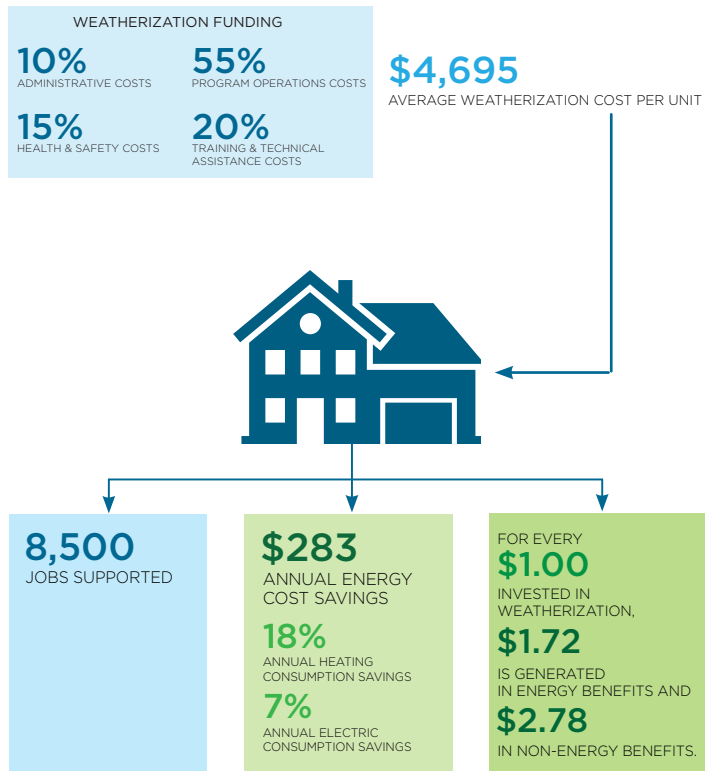 WEATHERIZATION FUNDING
10%
ADMINISTRATIVE COSTS
55%
PROGRAM OPERATIONS COSTS
15%
HEALTH & SAFETY COSTS
20%
TRAINING & TECHNICAL
ASSISTANCE COSTS
$4,695
AVERAGE WEATHERIZATION COST PER UNIT
8,500
JOBS SUPPORTED
$283
ANNUAL ENERGY
COST SAVINGS
18%
ANNUAL HEATING
CONSUMPTION SAVINGS
7%
ANNUAL ELECTRIC
CONSUMPTION SAVINGS
FOR EVERY
$1.00
INVESTED IN
WEATHERIZATION,
$1.72
IS GENERATED
IN ENERGY BENEFITS AND
$2.78
IN NON-ENERGY BENEFITS.